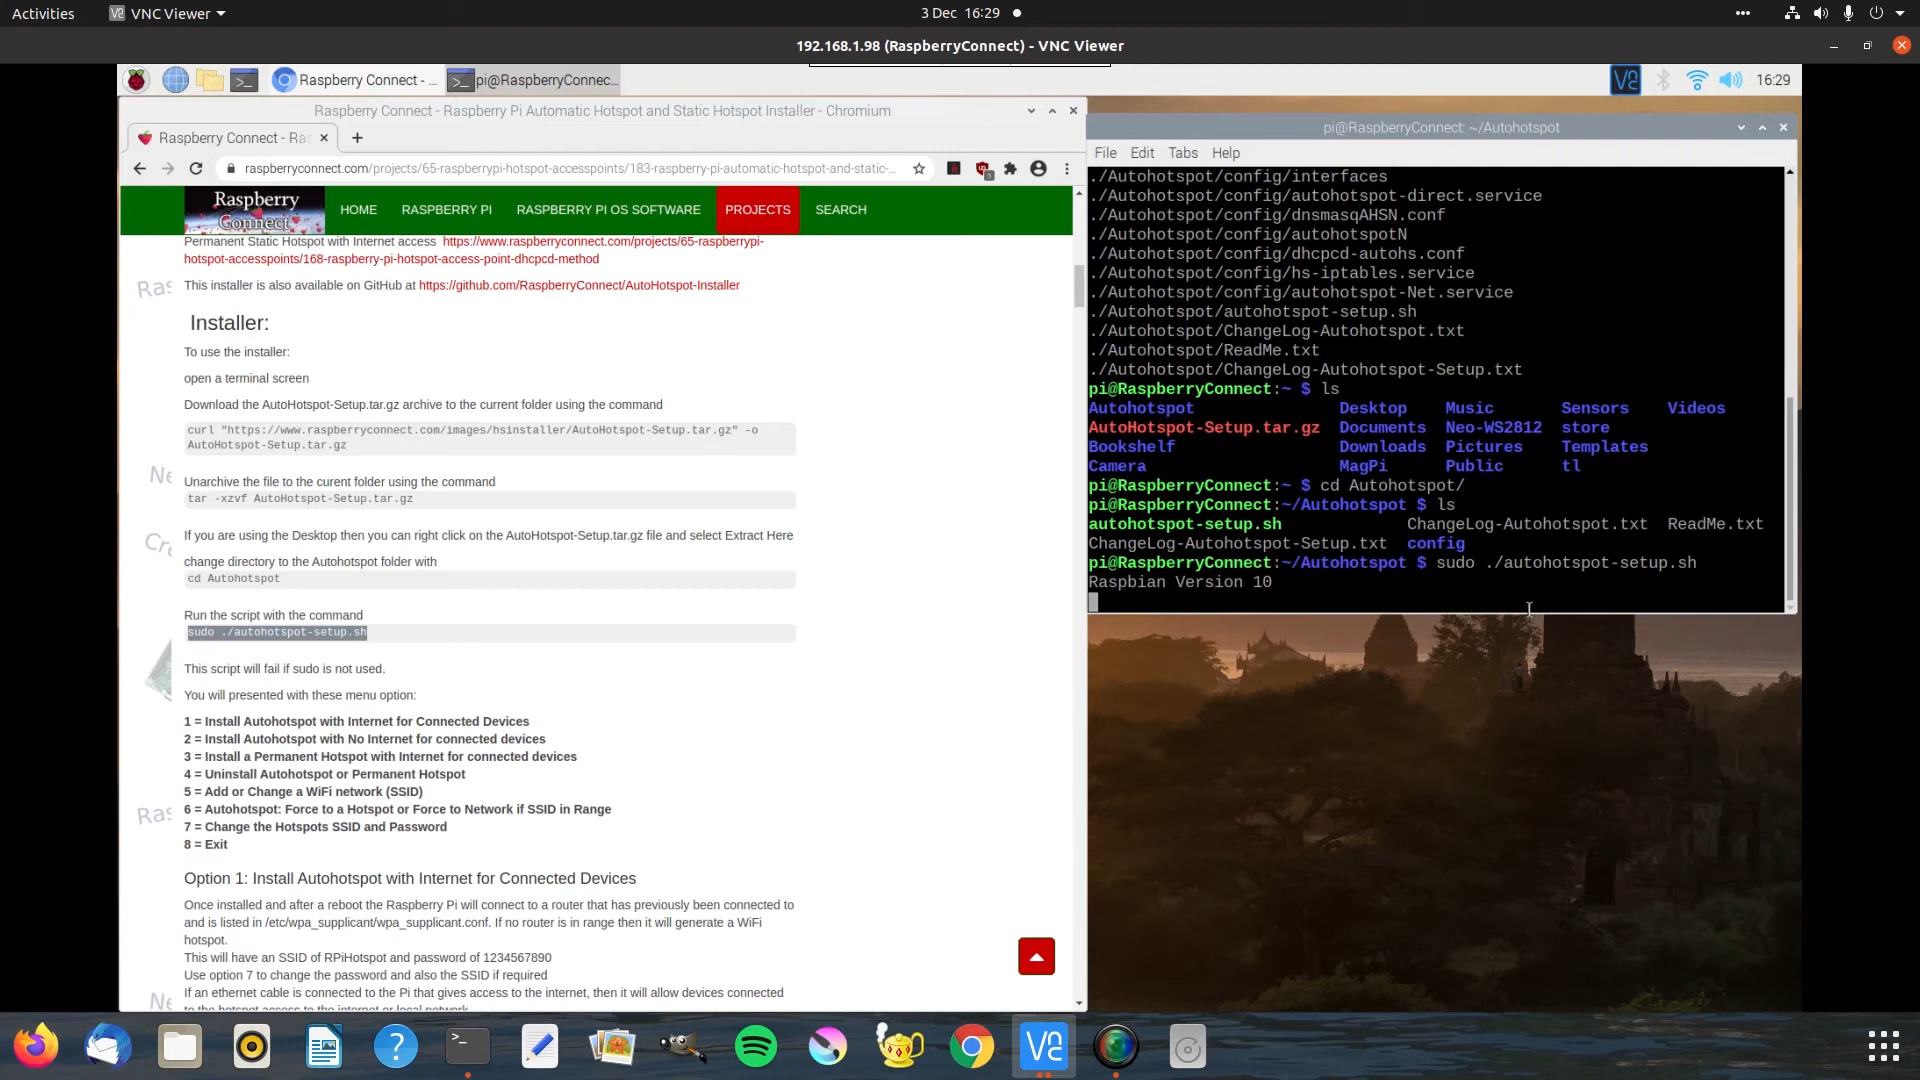 Activities
VNC Viewer
3 Dec 16:29
192.168.1.98 (RaspberryConnect) - VNC Viewer
Raspberry Connect - ...
pi@RaspberryConnec...
16:29
Raspberry Connect - Raspberry Pi Automatic Hotspot and Static Hotspot Installer - Chromium
Raspberry Connect - Ras
raspberryconnect.com/projects/65-raspberrypi-hotspot-accesspoints/183-raspberry-pi-automatic-hotspot-and-static-...
Raspberry
Connect
HOME
RASPBERRY PI
RASPBERRY PI OS SOFTWARE
PROJECTS
SEARCH
Permanent Static Hotspot with Internet access https://www.raspberryconnect.com/projects/65-raspberrypi-
hotspot-accesspoints/168-raspberry-pi-hotspot-access-point-dhcpcd-method
This installer is also available on GitHub at https://github.com/RaspberryConnect/AutoHotspot-Installer
Installer:
To use the installer:
open a terminal screen
Download the AutoHotspot-Setup.tar.gz archive to the current folder using the command
curl "https://www.raspberryconnect.com/images/hsinstaller/AutoHotspot-Setup.tar.gz" -o
AutoHotspot-Setup.tar.gz
Unarchive the file to the curent folder using the command
tar -xzvf AutoHotspot-Setup.tar.gz
If you are using the Desktop then you can right click on the AutoHotspot-Setup.tar.gz file and select Extract Here
change directory to the Autohotspot folder with
cd Autohotspot
Run the script with the command
sudo ./autohotspot-setup.sh
This script will fail if sudo is not used.
You will presented with these menu option:
1 = Install Autohotspot with Internet for Connected Devices
2 = Install Autohotspot with No Internet for connected devices
3 = Install a Permanent Hotspot with Internet for connected devices
4 = Uninstall Autohotspot or Permanent Hotspot
5 = Add or Change a WiFi network (SSID)
6 = Autohotspot: Force to a Hotspot or Force to Network if SSID in Range
7 = Change the Hotspots SSID and Password
8 = Exit
Option 1: Install Autohotspot with Internet for Connected Devices
Once installed and after a reboot the Raspberry Pi will connect to a router that has previously been connected to
and is listed in /etc/wpa_supplicant/wpa_supplicant.conf. If no router is in range then it will generate a WiFi
hotspot.
This will have an SSID of RPiHotspot and password of 1234567890
Use option 7 to change the password and also the SSID if required
If an ethernet cable is connected to the Pi that gives access to the internet, then it will allow devices connected
to the hotspot access to the internet or local network
pi@RaspberryConnect: ~/Autohotspot
File Edit Tabs Help
./Autohotspot/config/interfaces
./Autohotspot/config/autohotspot-direct.service
./Autohotspot/config/dnsmasqAHSN.conf
./Autohotspot/config/autohotspotN
./Autohotspot/config/dhcpcd-autohs.conf
./Autohotspot/config/hs-iptables.service
./Autohotspot/config/autohotspot-Net.service
./Autohotspot/autohotspot-setup.sh
./Autohotspot/ChangeLog-Autohotspot.txt
./Autohotspot/ReadMe.txt
./Autohotspot/ChangeLog-Autohotspot-Setup.txt
pi@RaspberryConnect:~ $ ls
Autohotspot Desktop Music Sensors Videos
AutoHotspot-Setup.tar.gz Documents Neo-WS2812 store
Bookshelf Downloads Pictures Templates
Camera MagPi Public tl
pi@RaspberryConnect:~ $ cd Autohotspot/
pi@RaspberryConnect:~/Autohotspot $ ls
autohotspot-setup.sh ChangeLog-Autohotspot.txt ReadMe.txt
ChangeLog-Autohotspot-Setup.txt config
pi@RaspberryConnect:~/Autohotspot $ sudo ./autohotspot-setup.sh
Raspbian Version 10